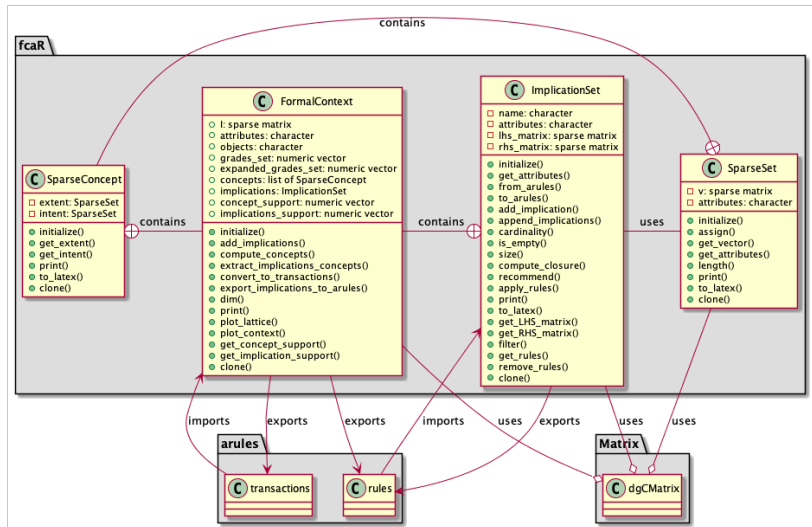 contains
fcaR
C FormalContext
I: sparse matrix
attributes: character
objects: character
grades_set: numeric vector
expanded_grades_set: numeric vector
concepts: list of SparseConcept
implications: ImplicationSet
concept_support: numeric vector
implications_support: numeric vector
initialize()
add_implications()
compute_concepts()
extract_implications_concepts()
convert_to_transactions()
export_implications_to_arules()
dim()
print()
plot_lattice()
plot_context()
get_concept_support()
get_implication_support()
clone()
C ImplicationSet
name: character
attributes: character
lhs_matrix: sparse matrix
rhs_matrix: sparse matrix
initialize()
get_attributes()
from_arules()
to_arules()
add_implication()
append_implications()
cardinality()
is_empty()
size()
compute_closure()
recommend()
apply_rules()
print()
to_latex()
get_LHS_matrix()
get_RHS_matrix()
filter()
get_rules()
remove_rules()
clone()
C SparseConcept
extent: SparseSet
intent: SparseSet
initialize()
get_extent()
get_intent()
print()
to_latex()
clone()
C SparseSet
v: sparse matrix
attributes: character
initialize()
assign()
get_vector()
get_attributes()
length()
print()
to_latex()
clone()
contains
contains
uses
imports
exports
exports
imports
uses
exports
uses
uses
arules
C transactions
C rules
Matrix
C dgCMatrix